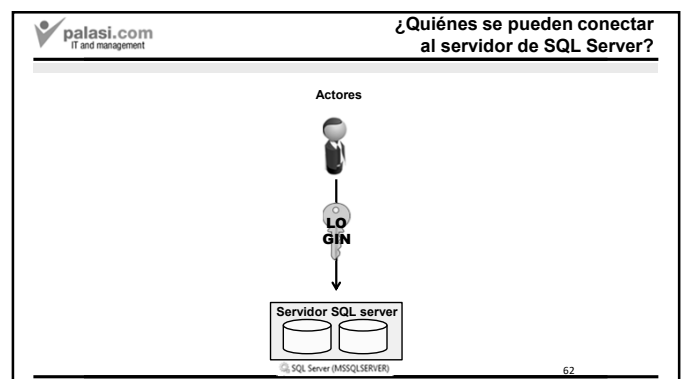 palasi.com
IT and management
¿Quiénes se pueden conectar
al servidor de SQL Server?
Actores
LO
GIN
Servidor SQL server
SQL Server (MSSQLSERVER)
62